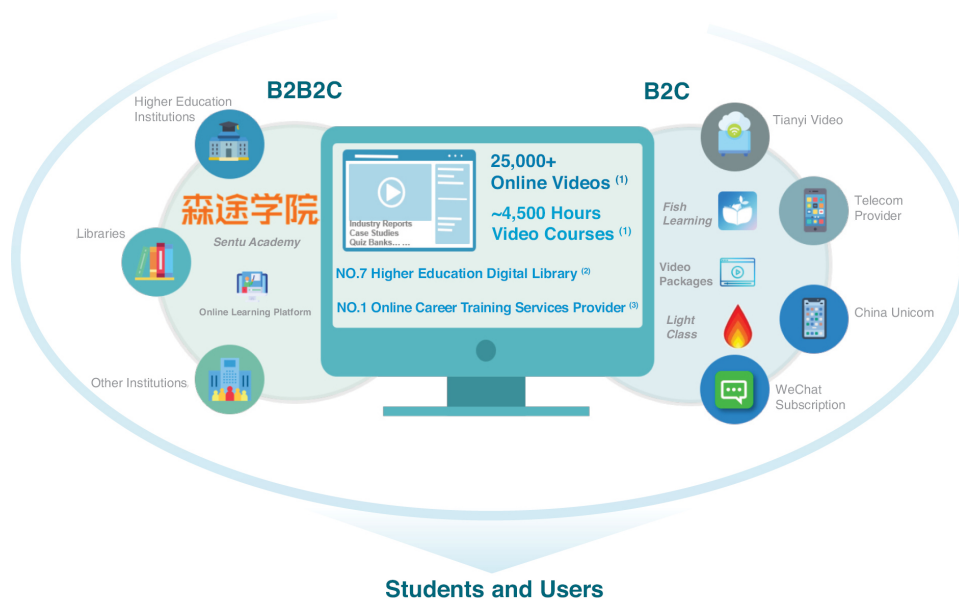 B2B2C
B2C
Higher Education
Institutions
Libraries
Other Institutions
森途学院
Sentu Academy
Online Learning Platform
Industry Reports
Case Studies
Quiz Banks... ...
25,000+
Online Videos (1)
~4,500 Hours
Video Courses (1)
NO.7 Higher Education Digital Library (2)
NO.1 Online Career Training Services Provider (3)
Fish
Learning
Video
Packages
Light
Class
Tianyi Video
Telecom
Provider
China Unicom
WeChat
Subscription
Students and Users